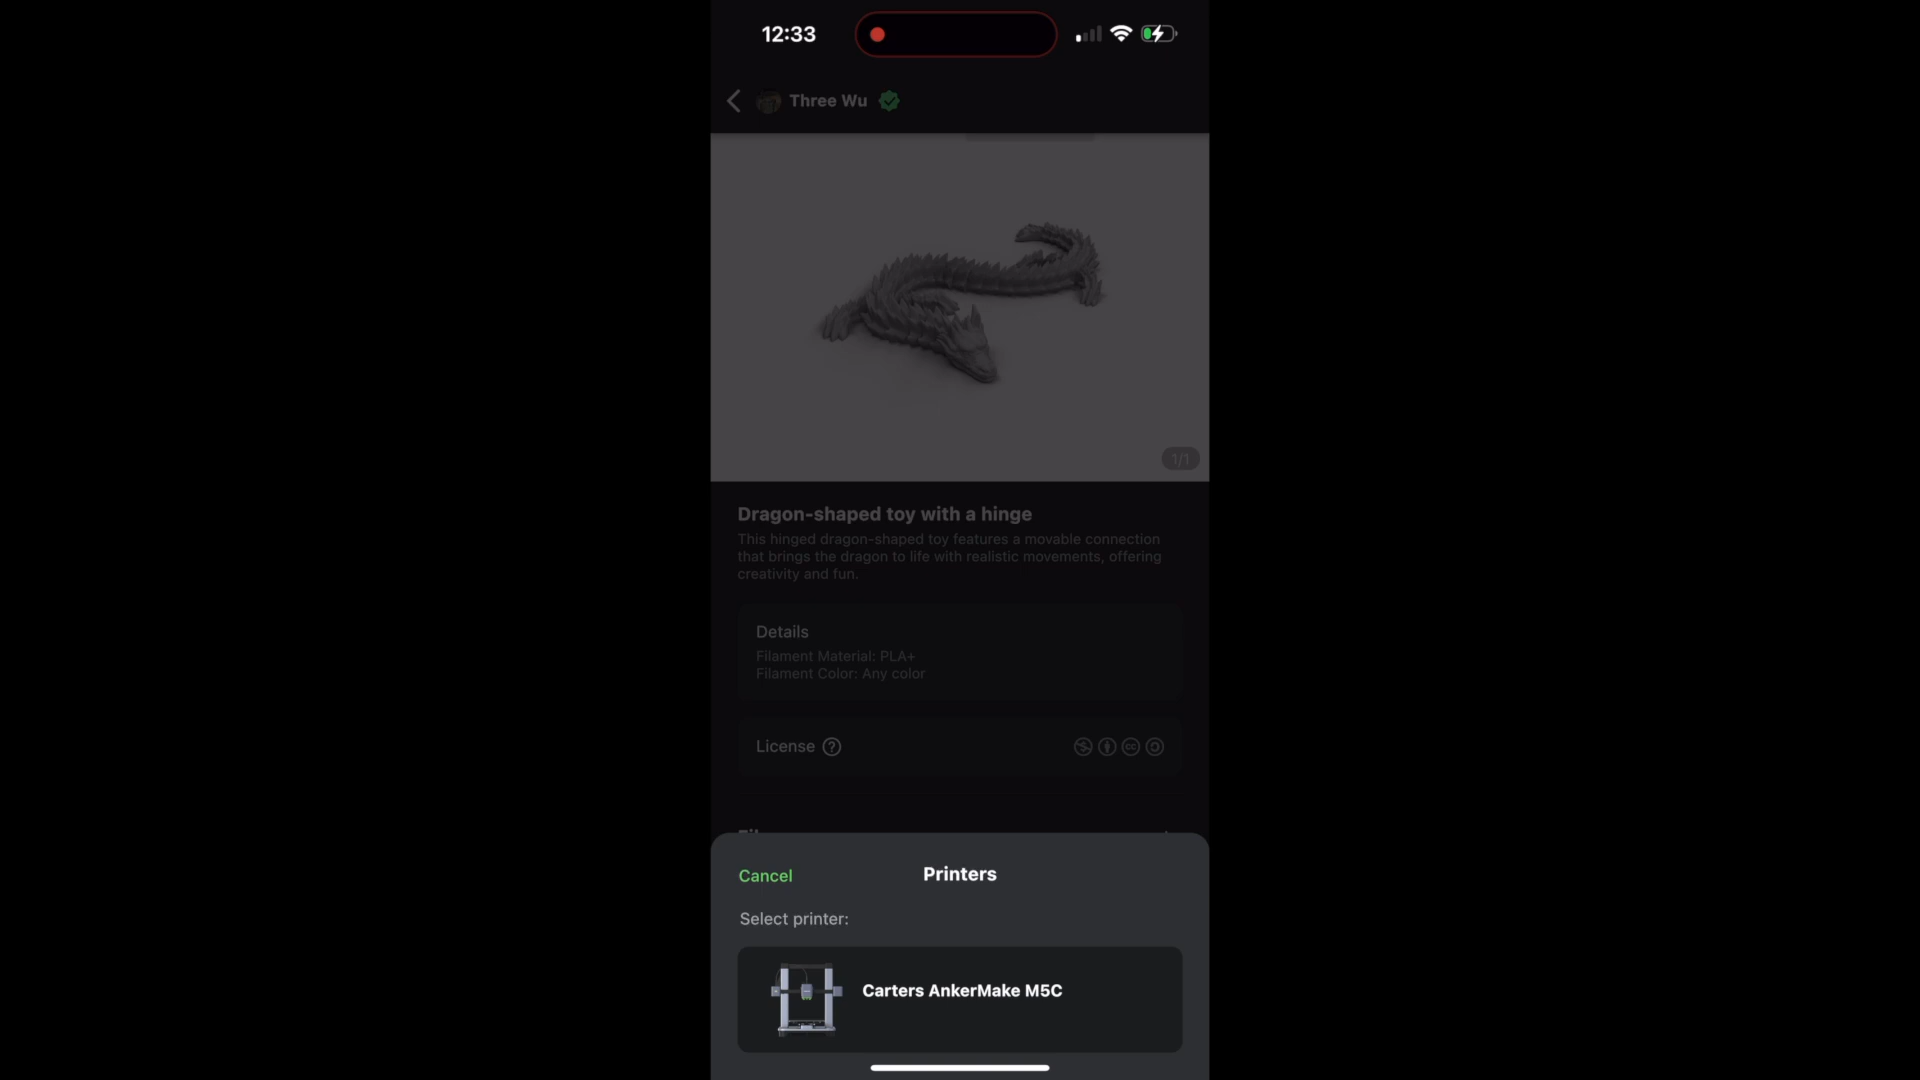 12:33
Three Wu
1/1
Dragon-shaped toy with a hinge
This hinged dragon-shaped toy features a movable connection
that brings the dragon to life with realistic movements, offering
creativity and fun.
Details
Filament Material: PLA+
Filament Color: Any color
License ?
Cancel
Printers
Select printer:
Carters AnkerMake M5C